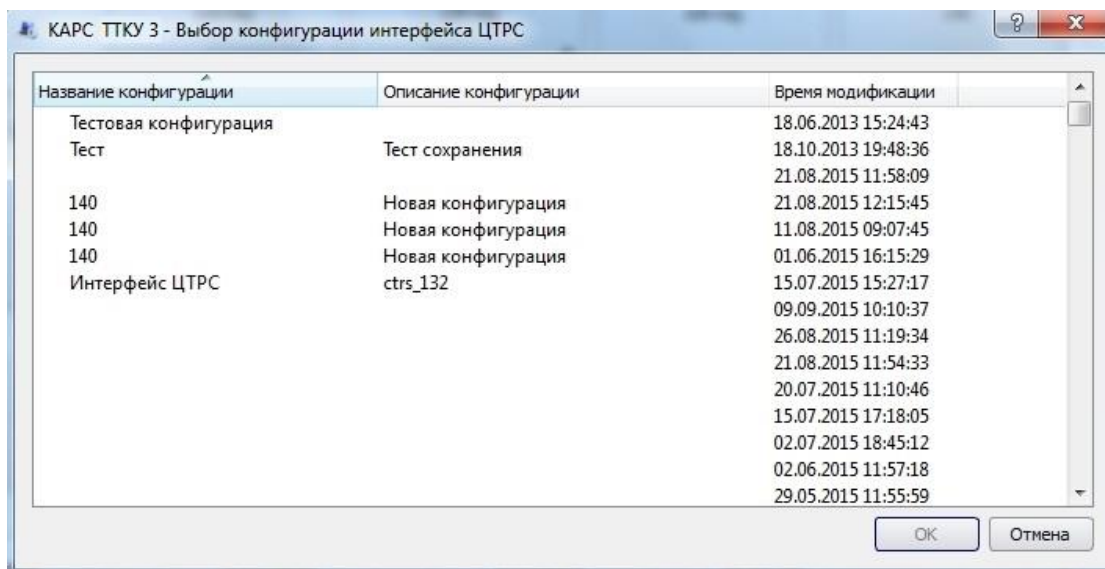 КАРС ТТКУ 3 - Выбор конфигурации интерфейса ЦТРС
Название конфигурации Описание конфигурации Время модификации
Тестовая конфигурация 18.06.2013 15:24:43
Тест Тест сохранения 18.10.2013 19:48:36
21.08.2015 11:58:09
140 Новая конфигурация 21.08.2015 12:15:45
140 Новая конфигурация 11.08.2015 09:07:45
140 Новая конфигурация 01.06.2015 16:15:29
Интерфейс ЦТРС ctrs_132 15.07.2015 15:27:17
09.09.2015 10:10:37
26.08.2015 11:19:34
21.08.2015 11:54:33
20.07.2015 11:10:46
15.07.2015 17:18:05
02.07.2015 18:45:12
02.06.2015 11:57:18
29.05.2015 11:55:59
OK Отмена